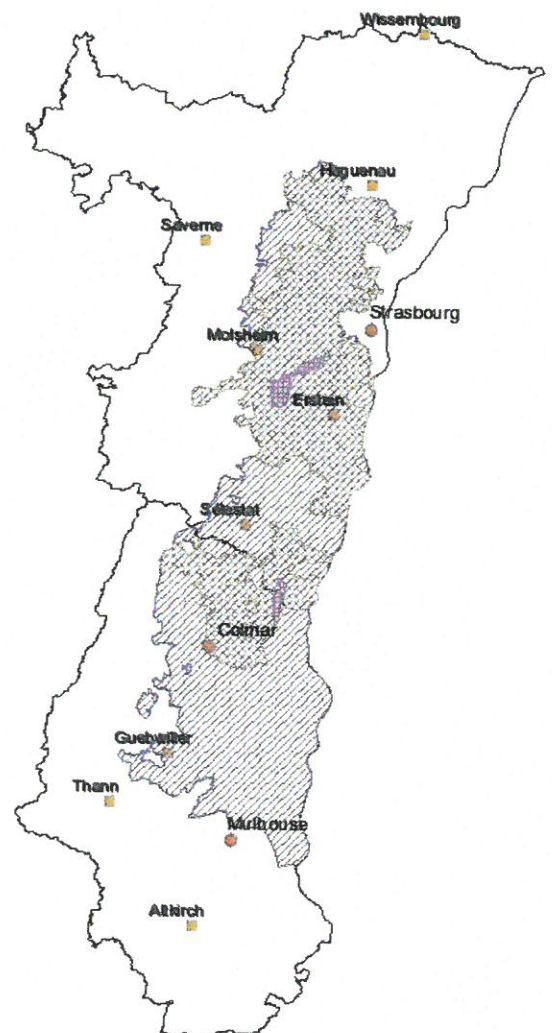 Wissembourg
Haguenau
Saverne
Strasbourg
Molsheim
Erstein
Sélestat
Colmar
Guebwiller
Thann
Mulhouse
Altkirch